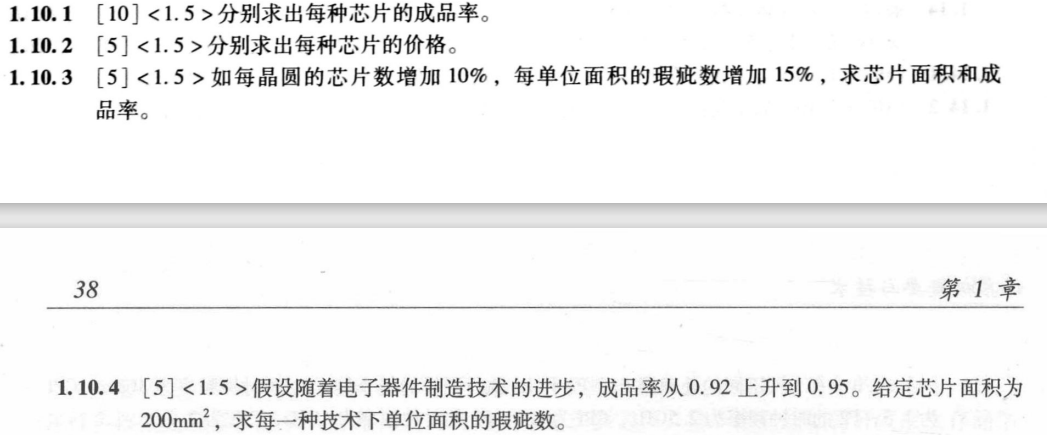 1.10.1 [10] <1.5>分别求出每种芯片的成品率。
1.10.2 [5] <1.5>分别求出每种芯片的价格。
1.10.3 [5] <1.5>如每晶圆的芯片数增加 10%，每单位面积的瑕疵数增加 15%，求芯片面积和成
品率。
38 第 1 章
1.10.4 [5] <1.5>假设随着电子器件制造技术的进步，成品率从 0.92 上升到 0.95。给定芯片面积为
200mm²，求每一种技术下单位面积的瑕疵数。